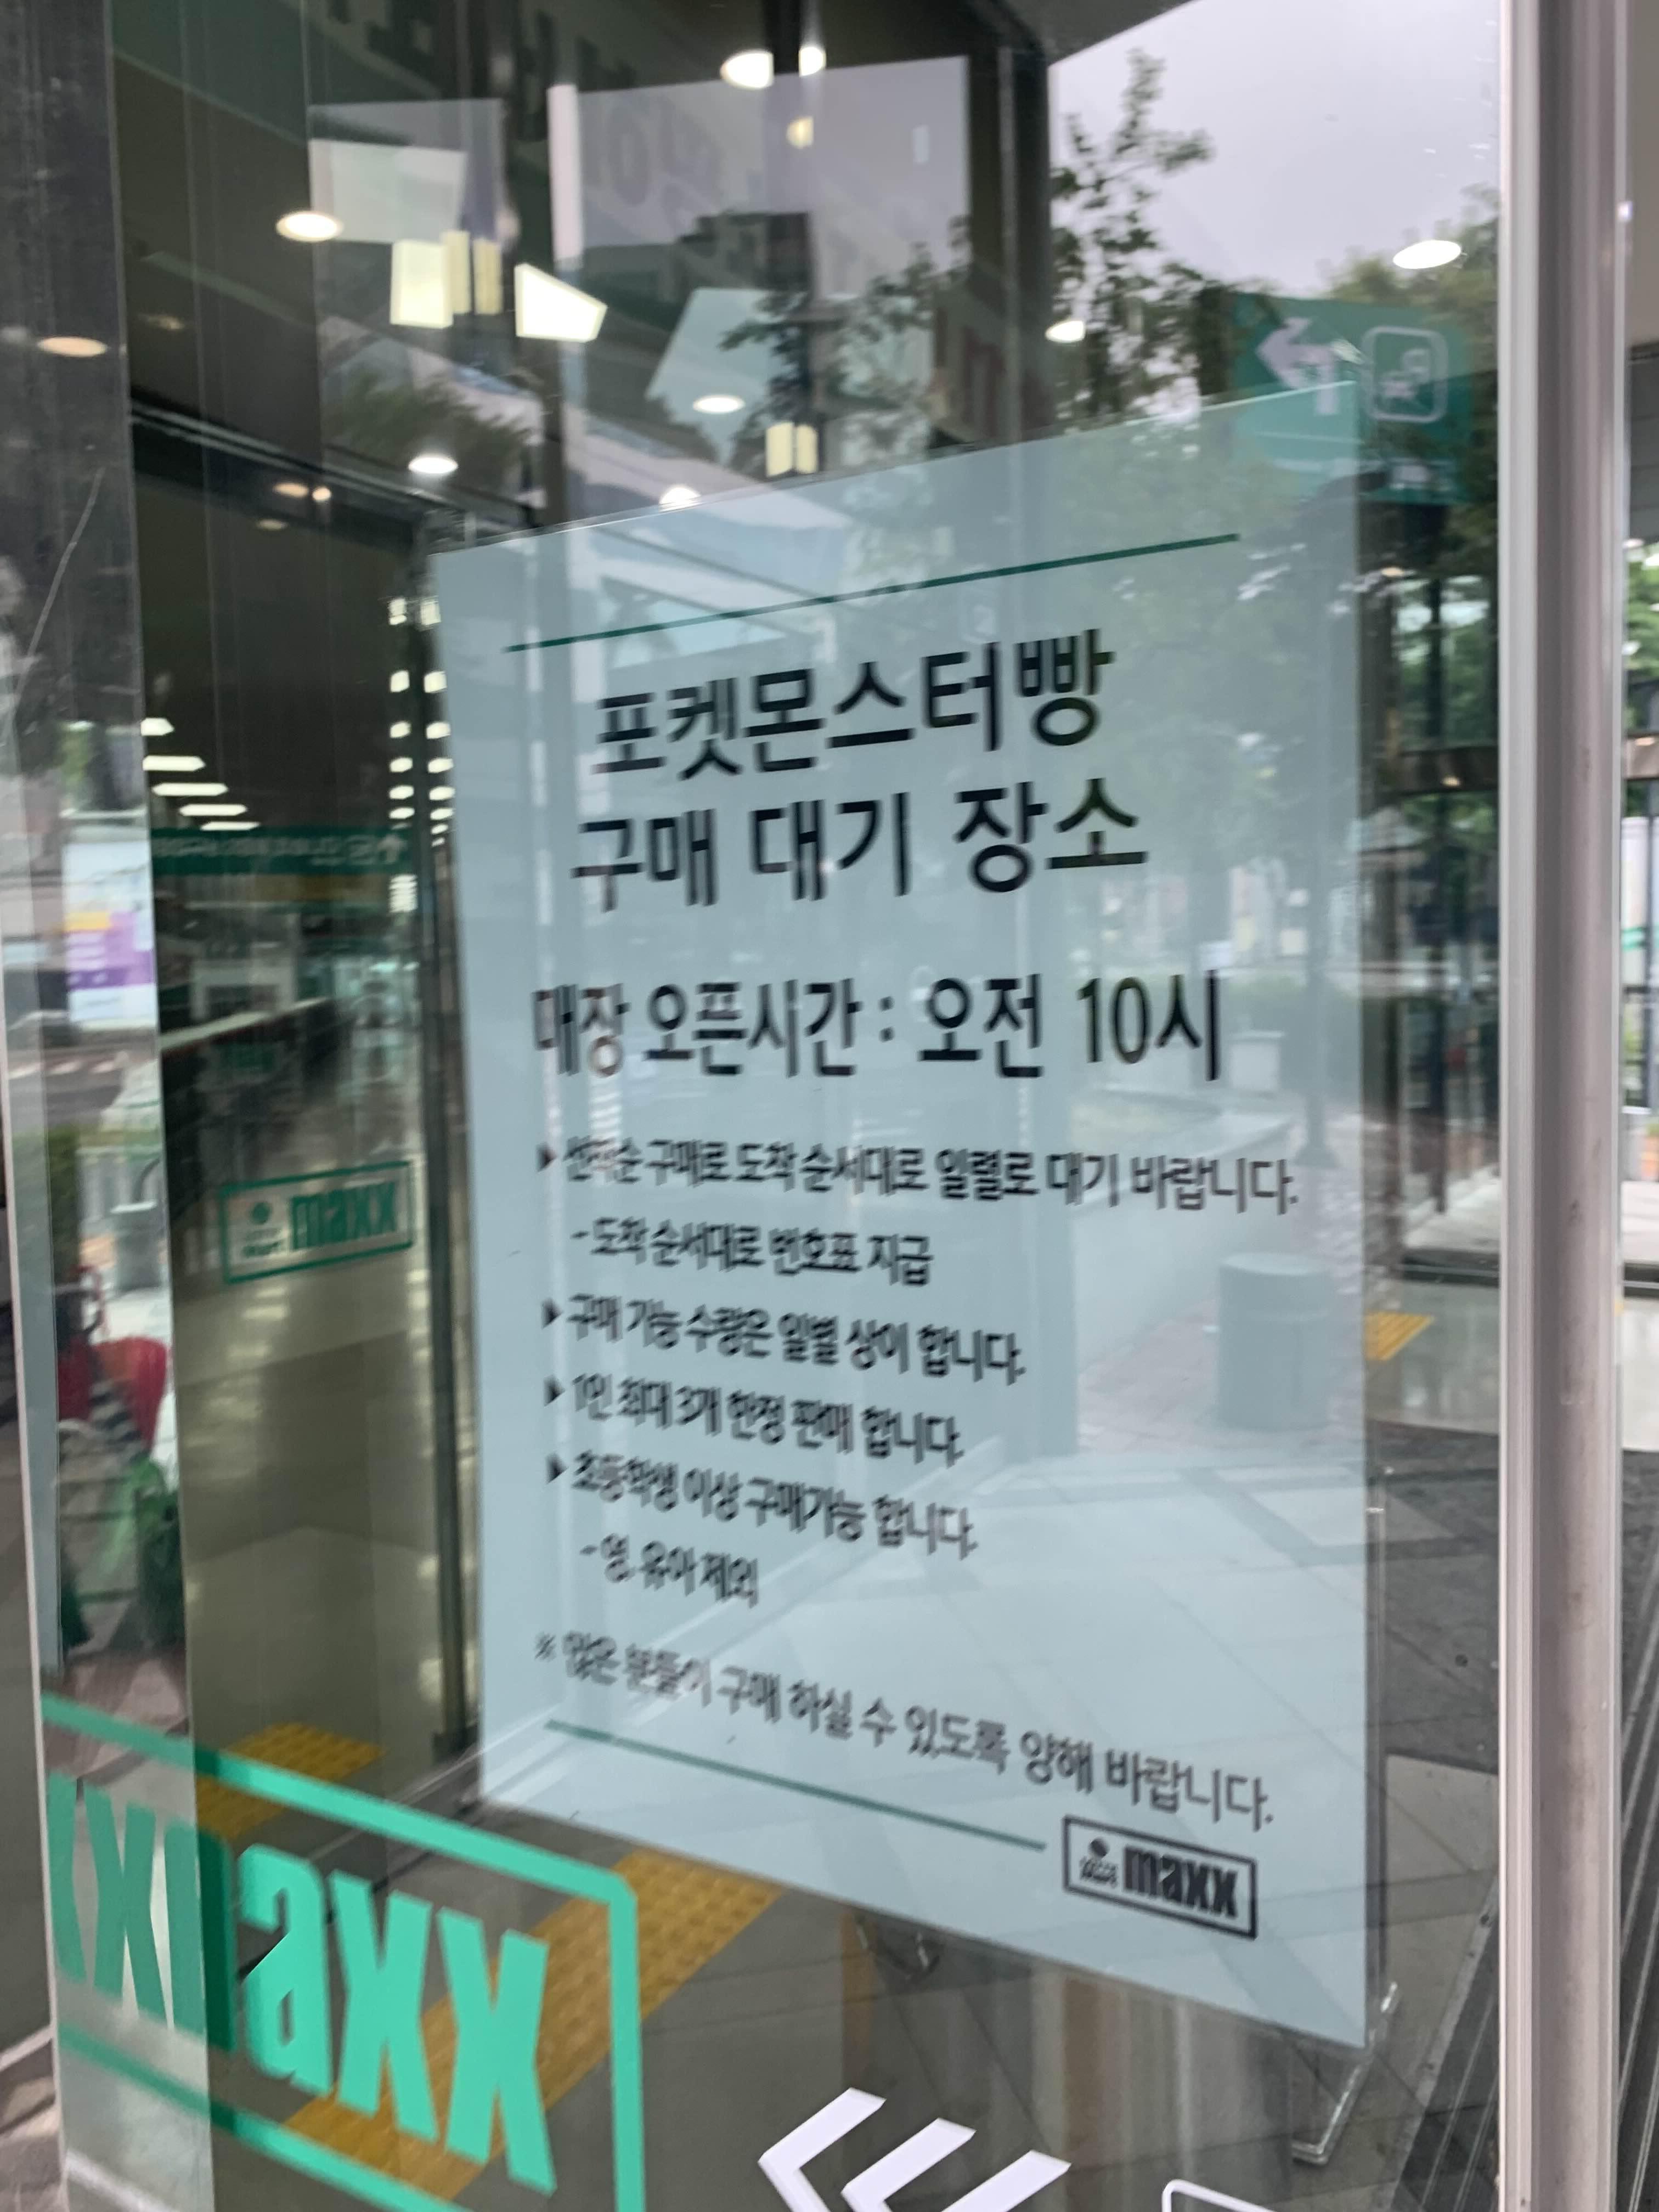 포켓몬스터빵
구매 대기 장소
매장 오픈시간 : 오전 10시
▶ 선착순 구매로 도착 순서대로 일렬로 대기 바랍니다.
- 도착 순서대로 번호표 지급
▶ 구매 가능 수량은 일별 상이 합니다.
▶ 1인 최대 3개 한정 판매 합니다.
▶ 초등학생 이상 구매가능 합니다.
- 영.유아 제외
※ 많은 분들이 구매 하실 수 있도록 양해 바랍니다.
maxx
maxx
maxx